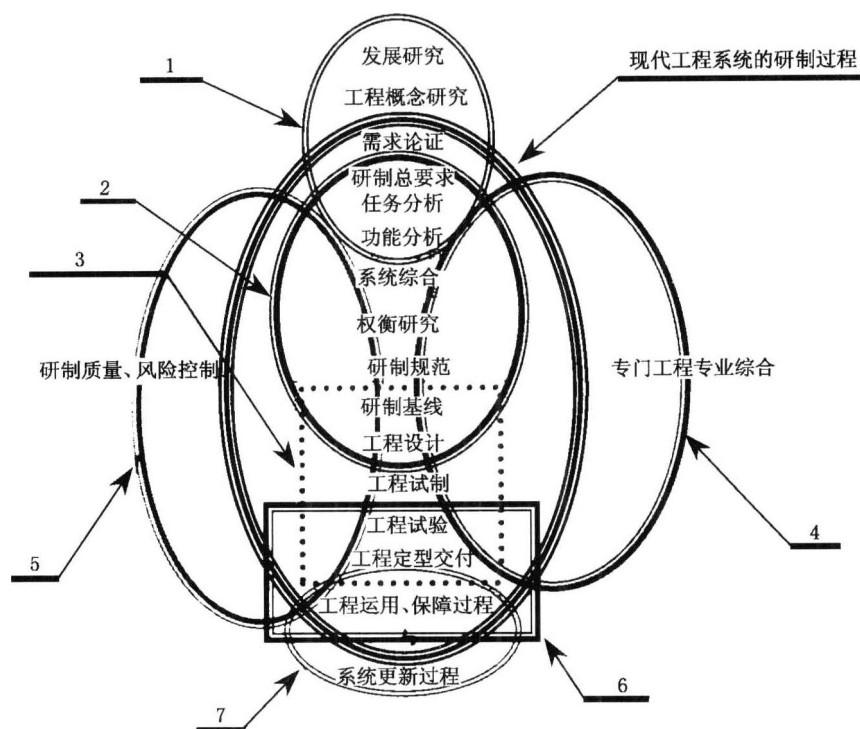 发展研究
现代工程系统的研制过程
1
工程概念研究
需求论证
研制总要求
2
任务分析
功能分析
3
系统综合
权衡研究
研制规范
研制质量、风险控制
专门工程专业综合
研制基线
工程设计
工程试制
工程试验
4
工程定型交付
5
工程运用、保障过程
系统更新过程
6
7